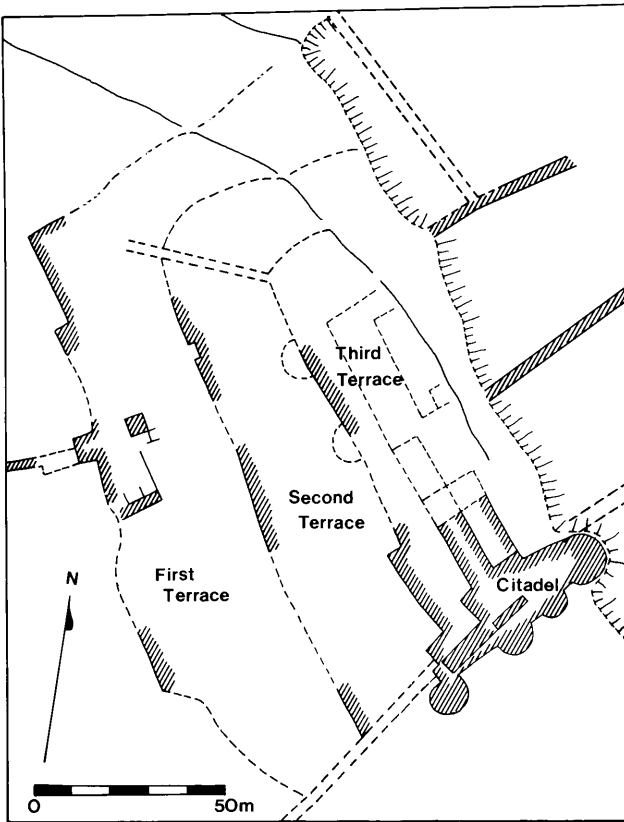 Third
Terrace
Second
Terrace
Citadel
First
Terrace
N
0 50m